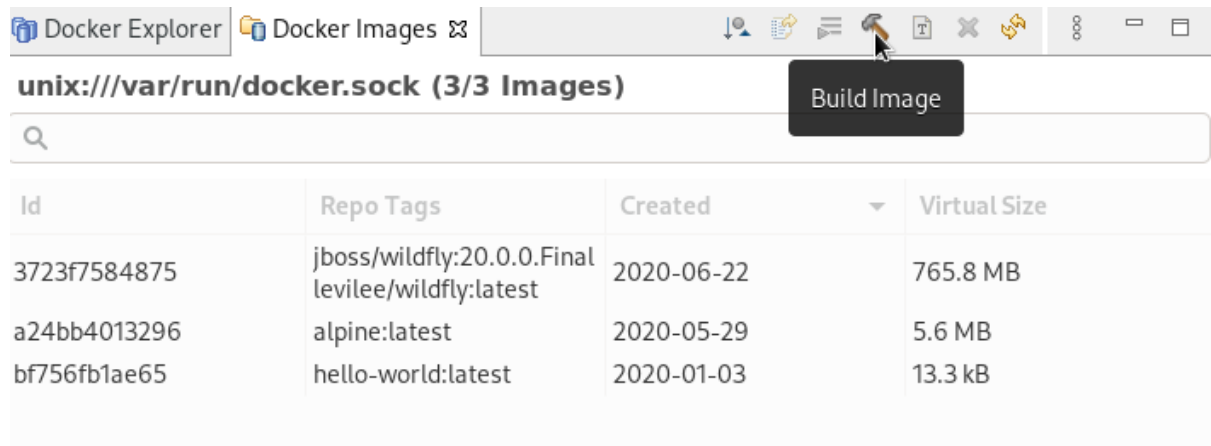 Docker Explorer Docker Images
unix:///var/run/docker.sock (3/3 Images)
Build Image
Id Repo Tags Created Virtual Size
3723f7584875 jboss/wildfly:20.0.0.Final levilee/wildfly:latest 2020-06-22 765.8 MB
a24bb4013296 alpine:latest 2020-05-29 5.6 MB
bf756fb1ae65 hello-world:latest 2020-01-03 13.3 kB